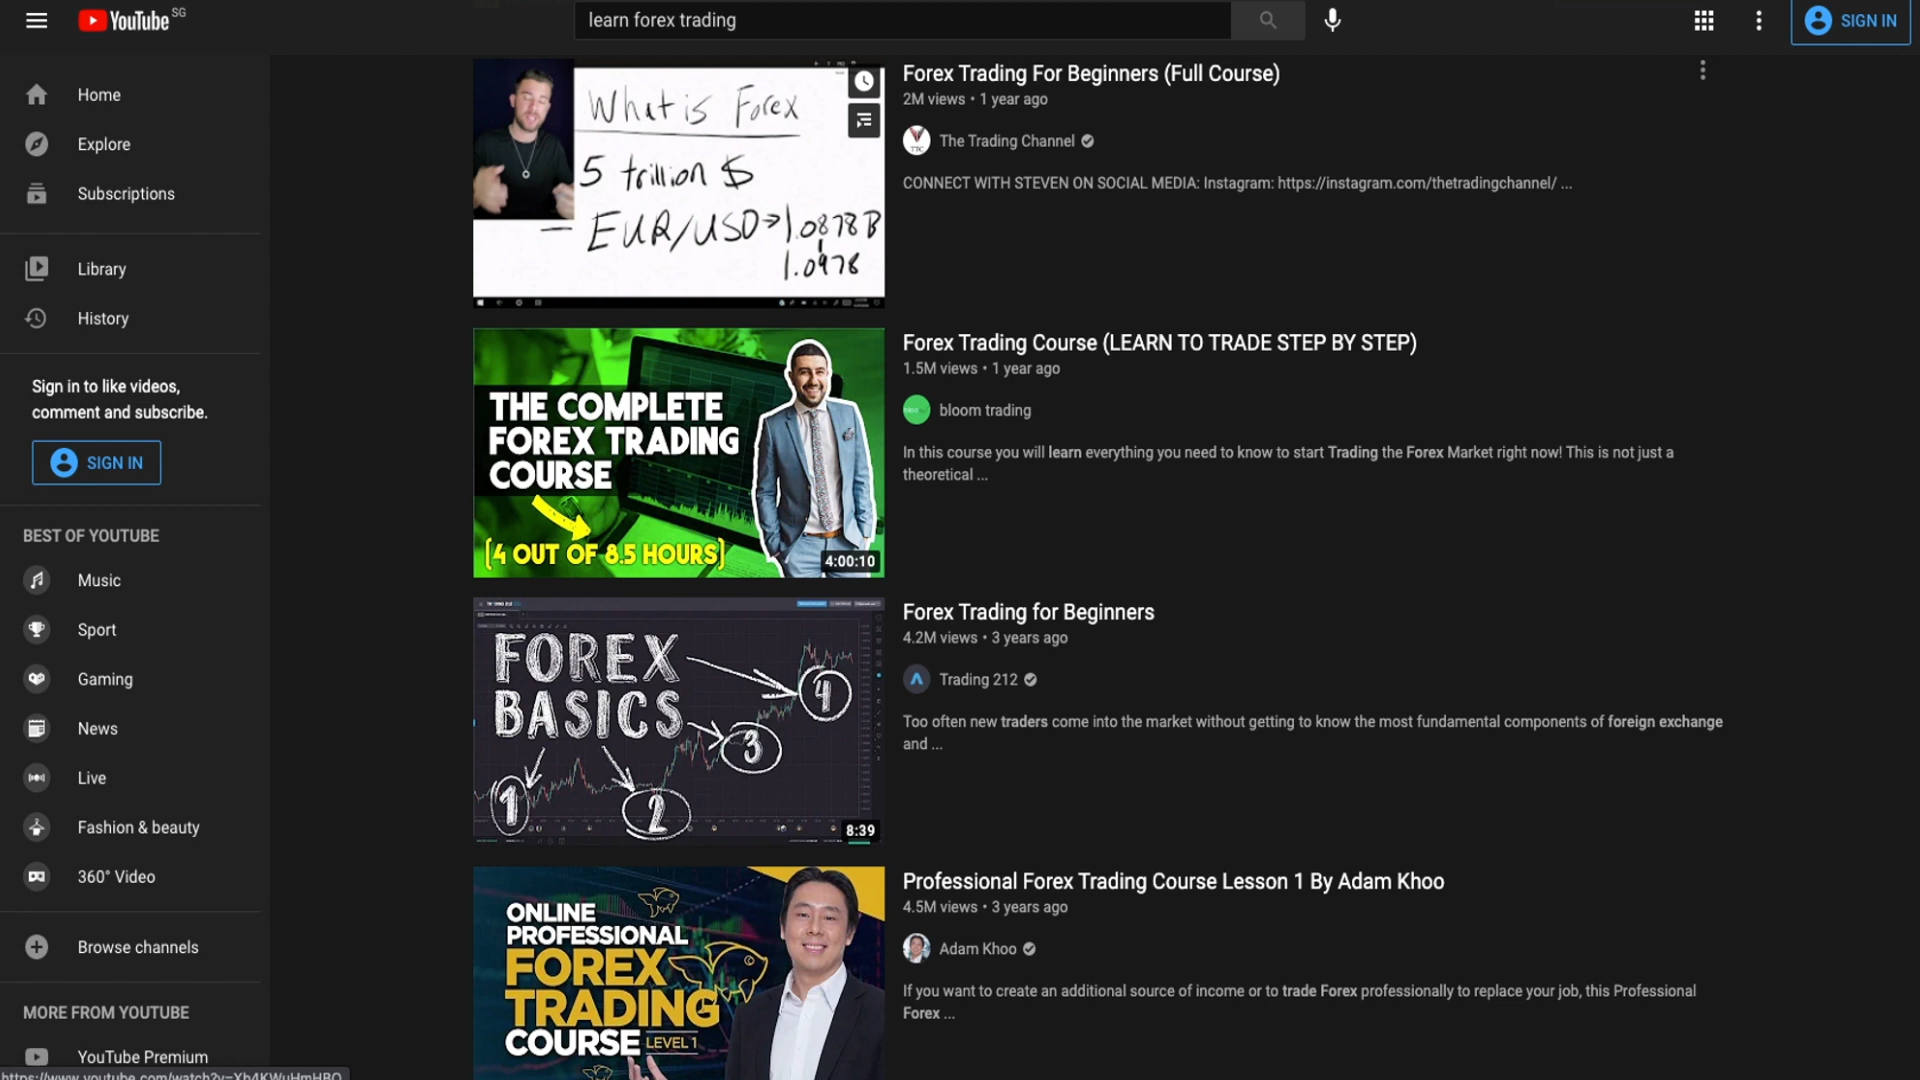 YouTube SG
learn forex trading
SIGN IN
Home
Explore
Subscriptions
Library
History
Sign in to like videos,
comment and subscribe.
SIGN IN
BEST OF YOUTUBE
Music
Sport
Gaming
News
Live
Fashion & beauty
360° Video
Browse channels
MORE FROM YOUTUBE
YouTube Premium
What is Forex
5 trillion $
EUR/USD → 1.0878 B
1.0978
Forex Trading For Beginners (Full Course)
2M views • 1 year ago
The Trading Channel
TTC
CONNECT WITH STEVEN ON SOCIAL MEDIA: Instagram: https://instagram.com/thetradingchannel/ ...
THE COMPLETE
FOREX TRADING
COURSE
(4 OUT OF 8.5 HOURS)
4:00:10
Forex Trading Course (LEARN TO TRADE STEP BY STEP)
1.5M views • 1 year ago
bloom trading
In this course you will learn everything you need to know to start Trading the Forex Market right now! This is not just a
theoretical ...
FOREX
BASICS
1
2
3
4
8:39
Forex Trading for Beginners
4.2M views • 3 years ago
Trading 212
Too often new traders come into the market without getting to know the most fundamental components of foreign exchange
and ...
ONLINE
PROFESSIONAL
FOREX
TRADING
COURSE LEVEL 1
Professional Forex Trading Course Lesson 1 By Adam Khoo
4.5M views • 3 years ago
Adam Khoo
If you want to create an additional source of income or to trade Forex professionally to replace your job, this Professional
Forex ...